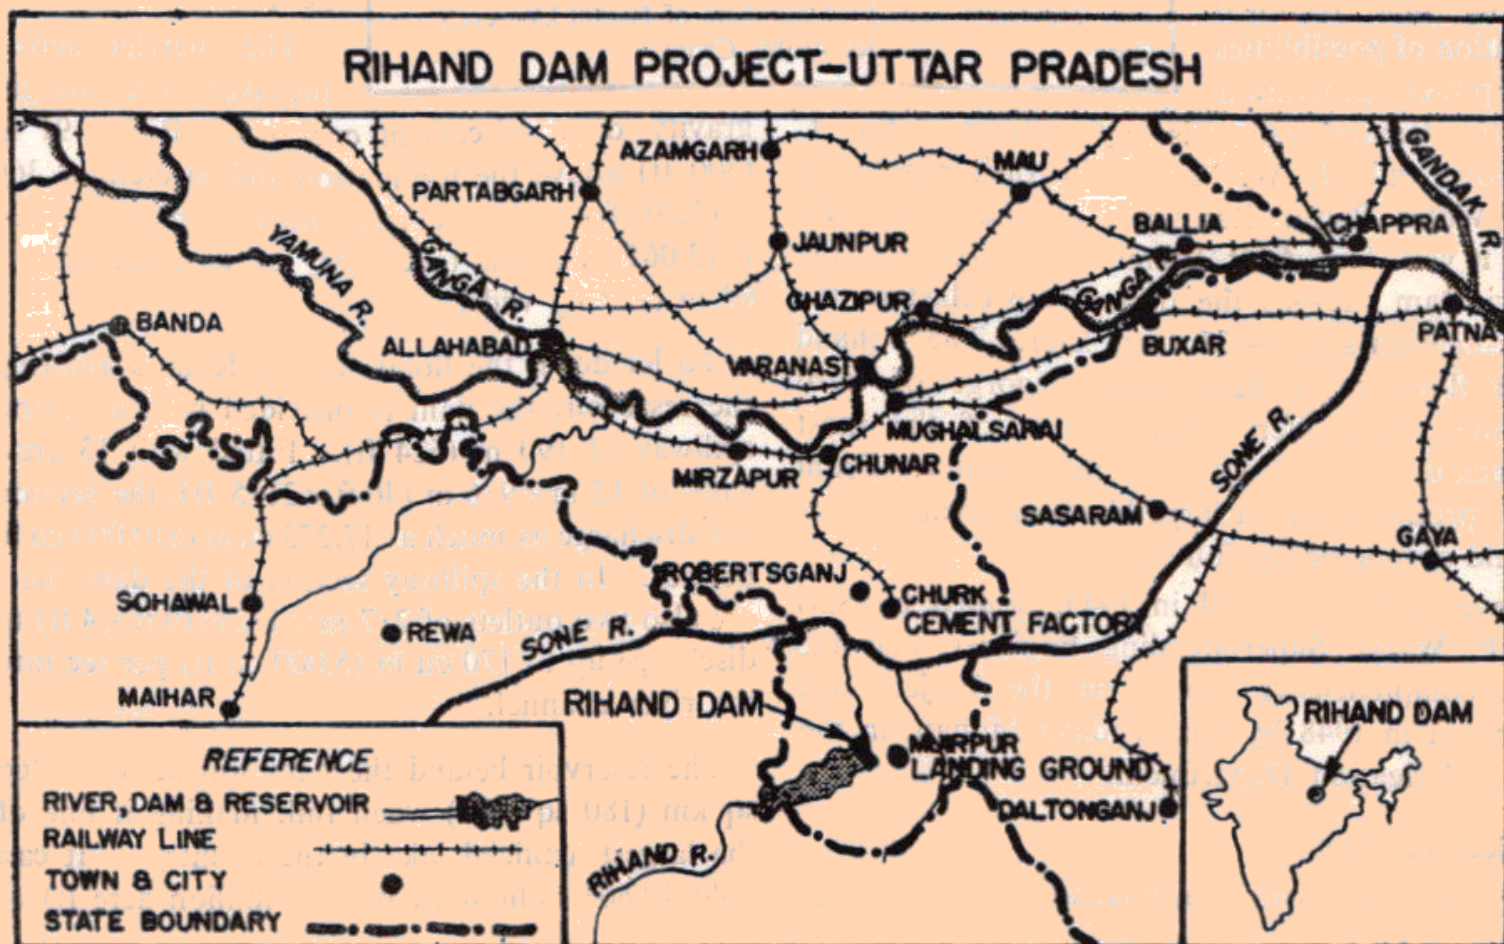 RIHAND DAM PROJECT–UTTAR PRADESH
AZAMGARH
MAU
GANDAK R.
PARTABGARH
BALLIA
CHAPPRA
JAUNPUR
YAMUNA R.
GANGA R.
GANGA R.
GHAZIPUR
BANDA
ALLAHABAD
VARANASI
BUXAR
PATNA
MUGHALSARAI
MIRZAPUR
CHUNAR
SONE R.
SASARAM
GAYA
ROBERTSGANJ
SOHAWAL
CHURK
CEMENT FACTORY
REWA
SONE R.
MAIHAR
RIHAND DAM
MUIRPUR
LANDING GROUND
DALTONGANJ
RIHAND R.
REFERENCE
RIVER, DAM & RESERVOIR
RAILWAY LINE
TOWN & CITY
STATE BOUNDARY
RIHAND DAM